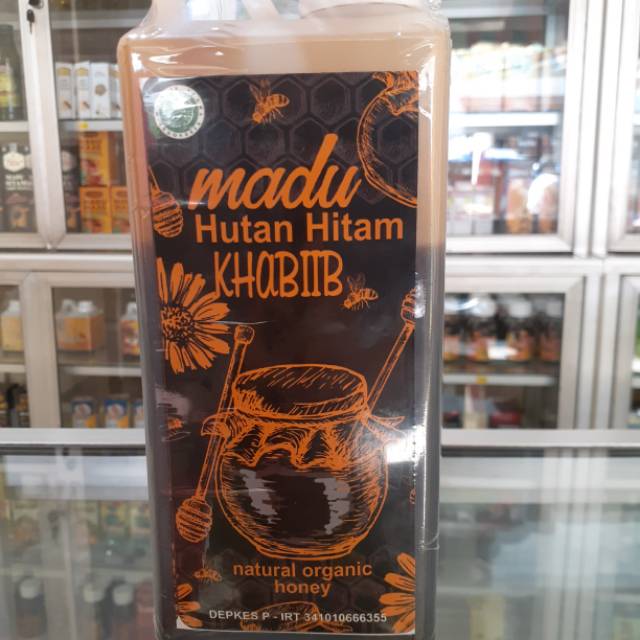 madu
Hutan Hitam
KHABIIB
natural organic
honey
DEPKES P - IRT 341010666355